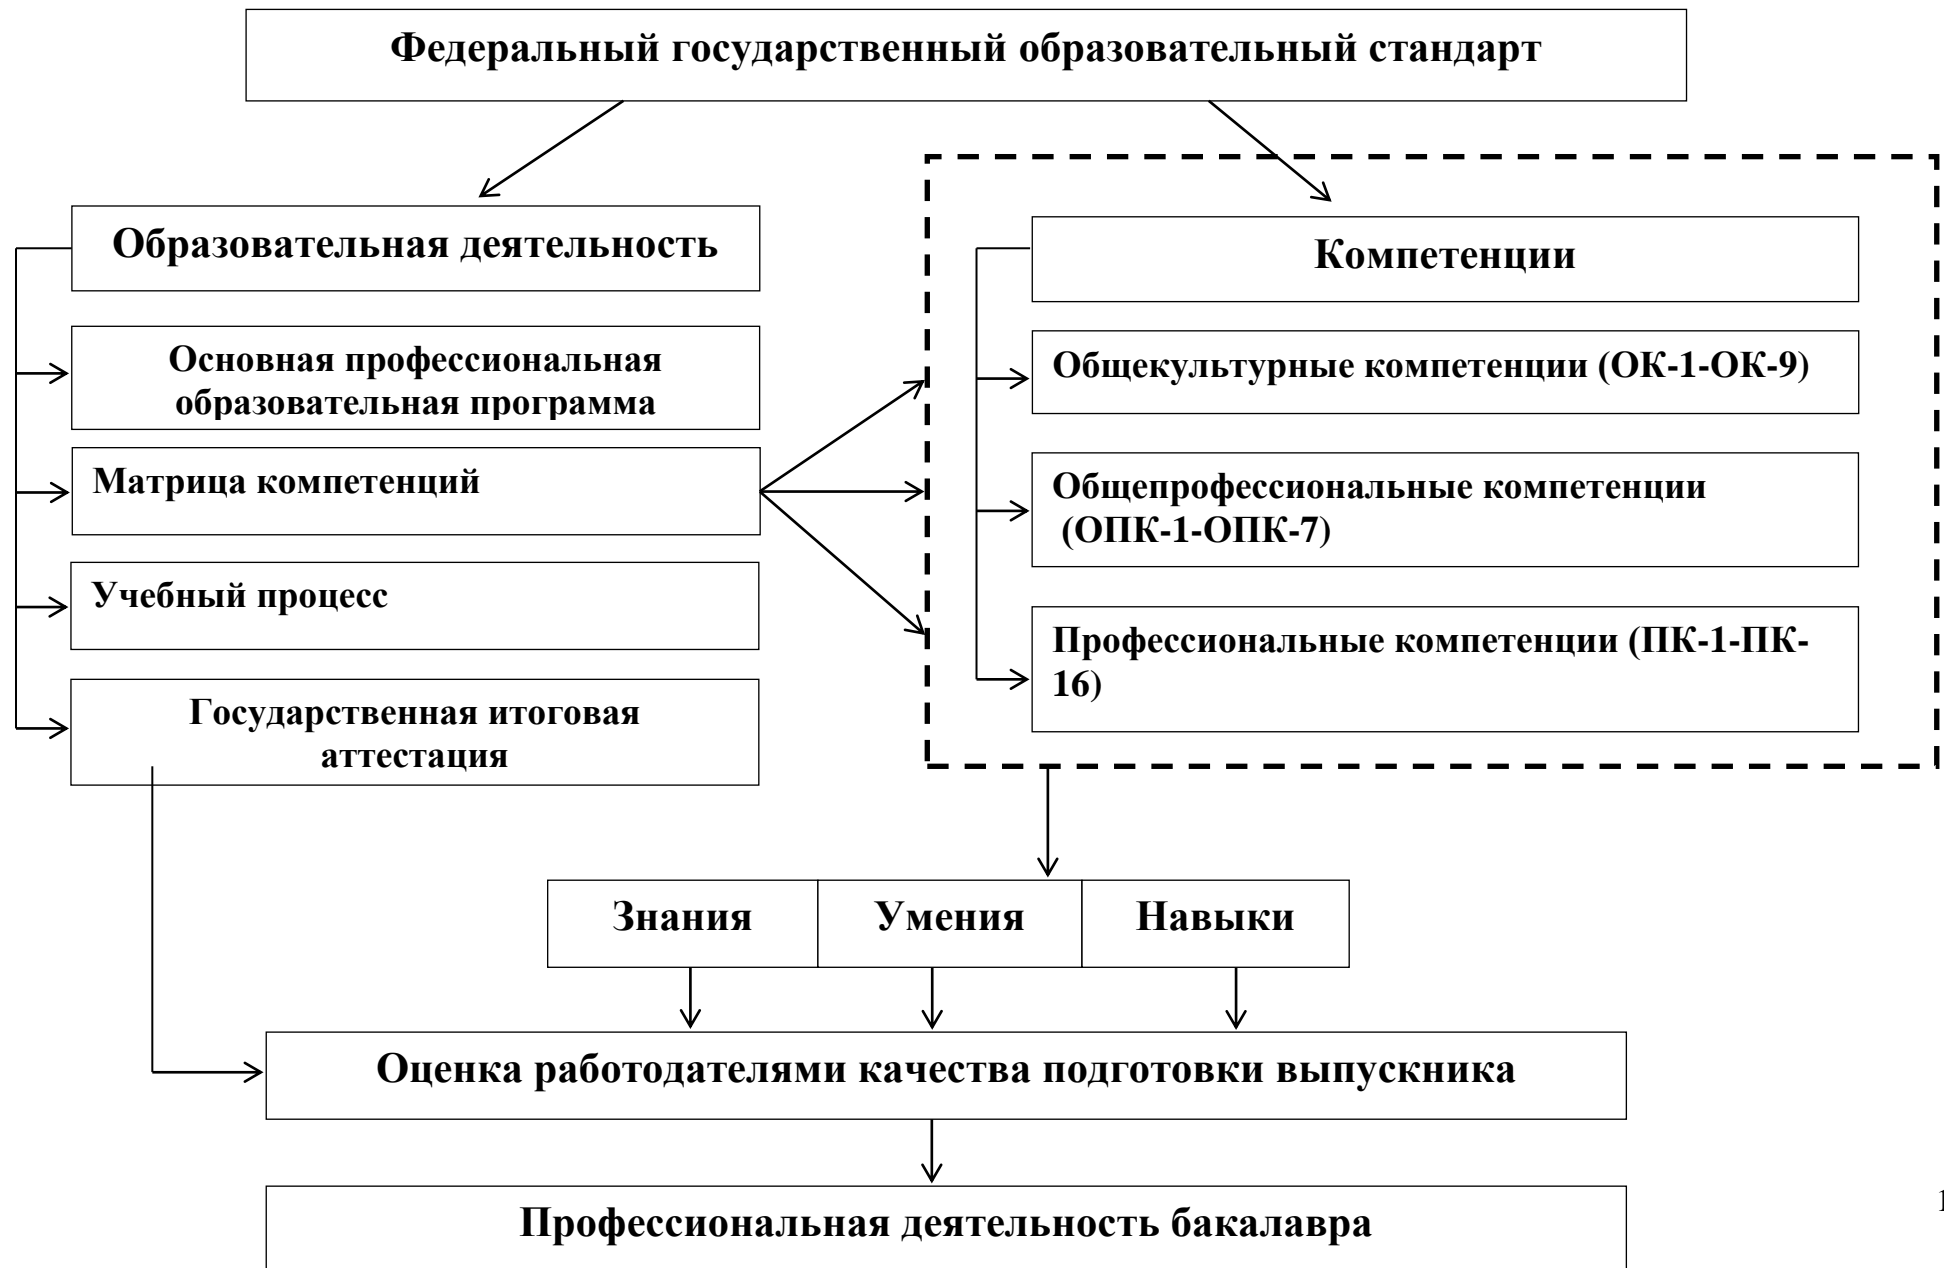 Федеральный государственный образовательный стандарт
Образовательная деятельность
Основная профессиональная
образовательная программа
Матрица компетенций
Учебный процесс
Государственная итоговая
аттестация
Компетенции
Общекультурные компетенции (ОК-1-ОК-9)
Общепрофессиональные компетенции
(ОПК-1-ОПК-7)
Профессиональные компетенции (ПК-1-ПК-
16)
Знания
Умения
Навыки
Оценка работодателями качества подготовки выпускника
Профессиональная деятельность бакалавра